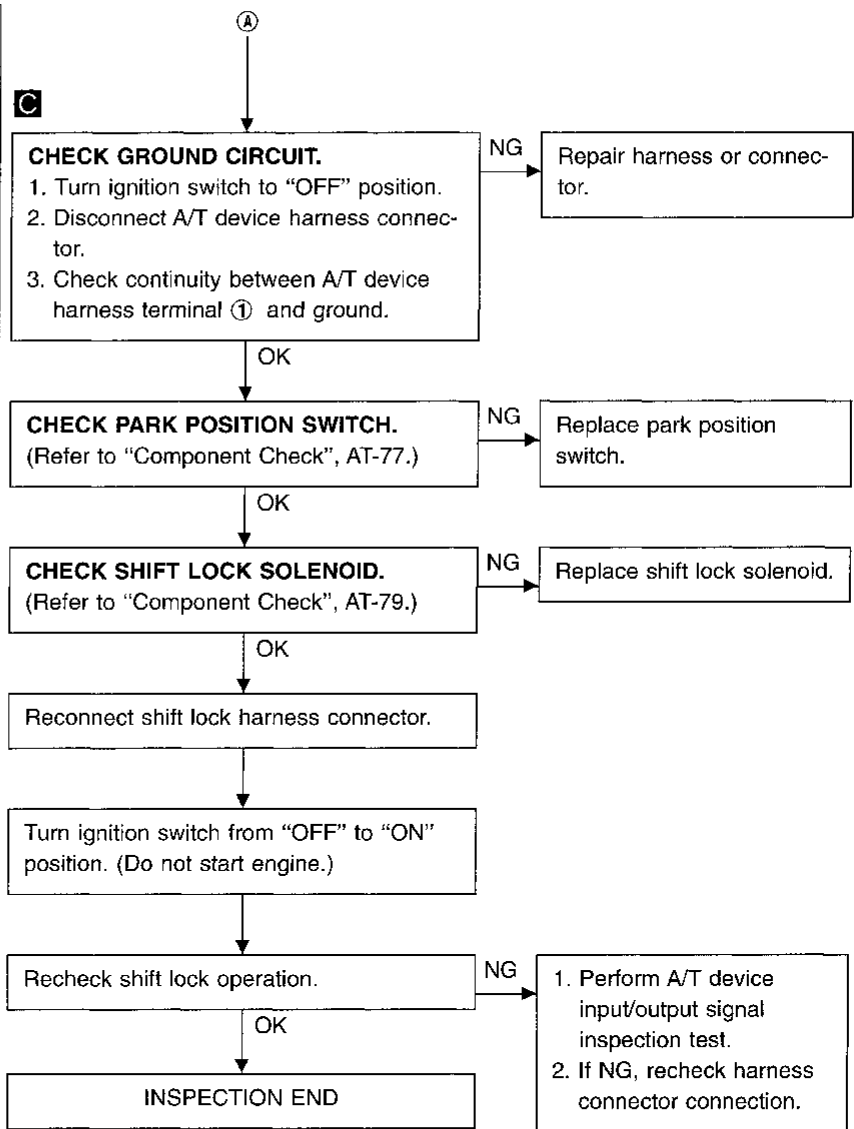 Ⓐ
C
CHECK GROUND CIRCUIT.
1. Turn ignition switch to “OFF” position.
2. Disconnect A/T device harness connec-
tor.
3. Check continuity between A/T device
harness terminal ① and ground.
NG
Repair harness or connec-
tor.
OK
CHECK PARK POSITION SWITCH.
(Refer to “Component Check”, AT-77.)
NG
Replace park position
switch.
OK
CHECK SHIFT LOCK SOLENOID.
(Refer to “Component Check”, AT-79.)
NG
Replace shift lock solenoid.
OK
Reconnect shift lock harness connector.
Turn ignition switch from “OFF” to “ON”
position. (Do not start engine.)
Recheck shift lock operation.
NG
1. Perform A/T device
input/output signal
inspection test.
2. If NG, recheck harness
connector connection.
OK
INSPECTION END